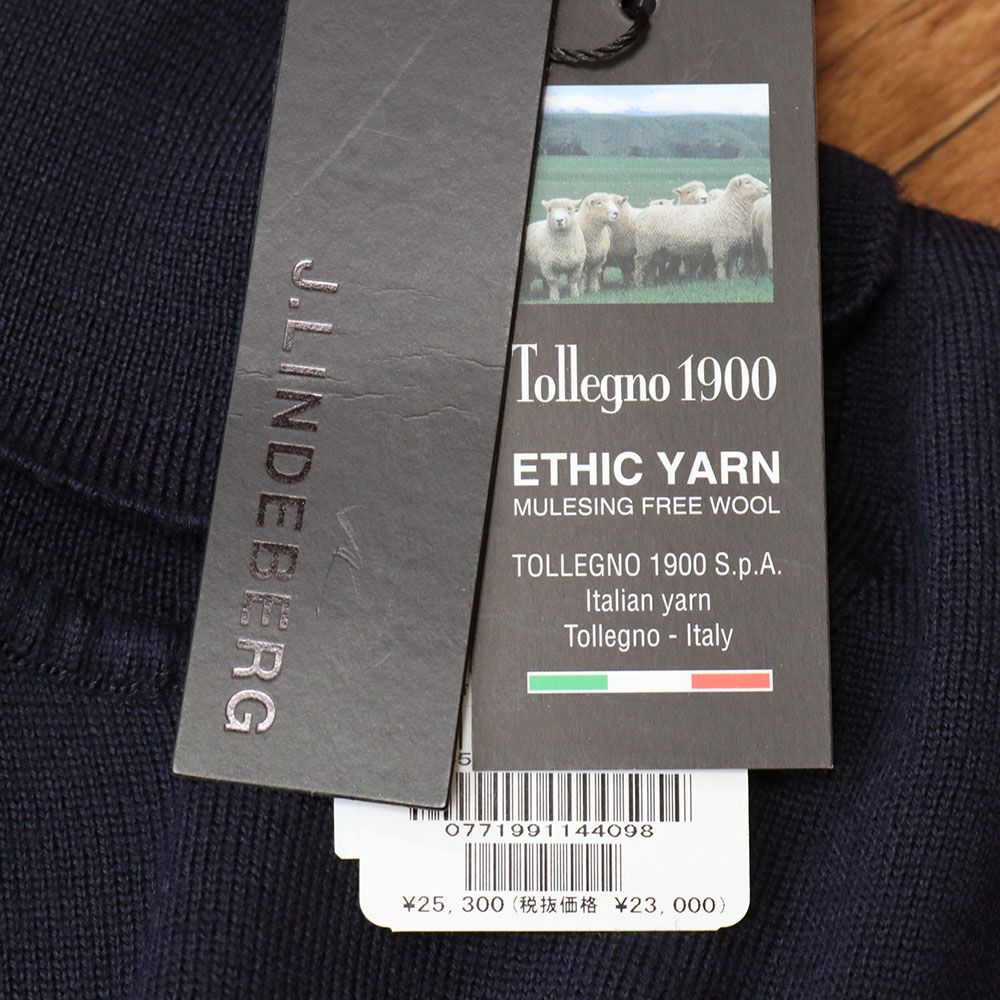 J.LINDEBERG
Tollegno 1900
ETHIC YARN
MULESING FREE WOOL
TOLLEGNO 1900 S.p.A.
Italian yarn
Tollegno - Italy
5
0771991144098
¥25,300(税抜価格 ¥23,000)